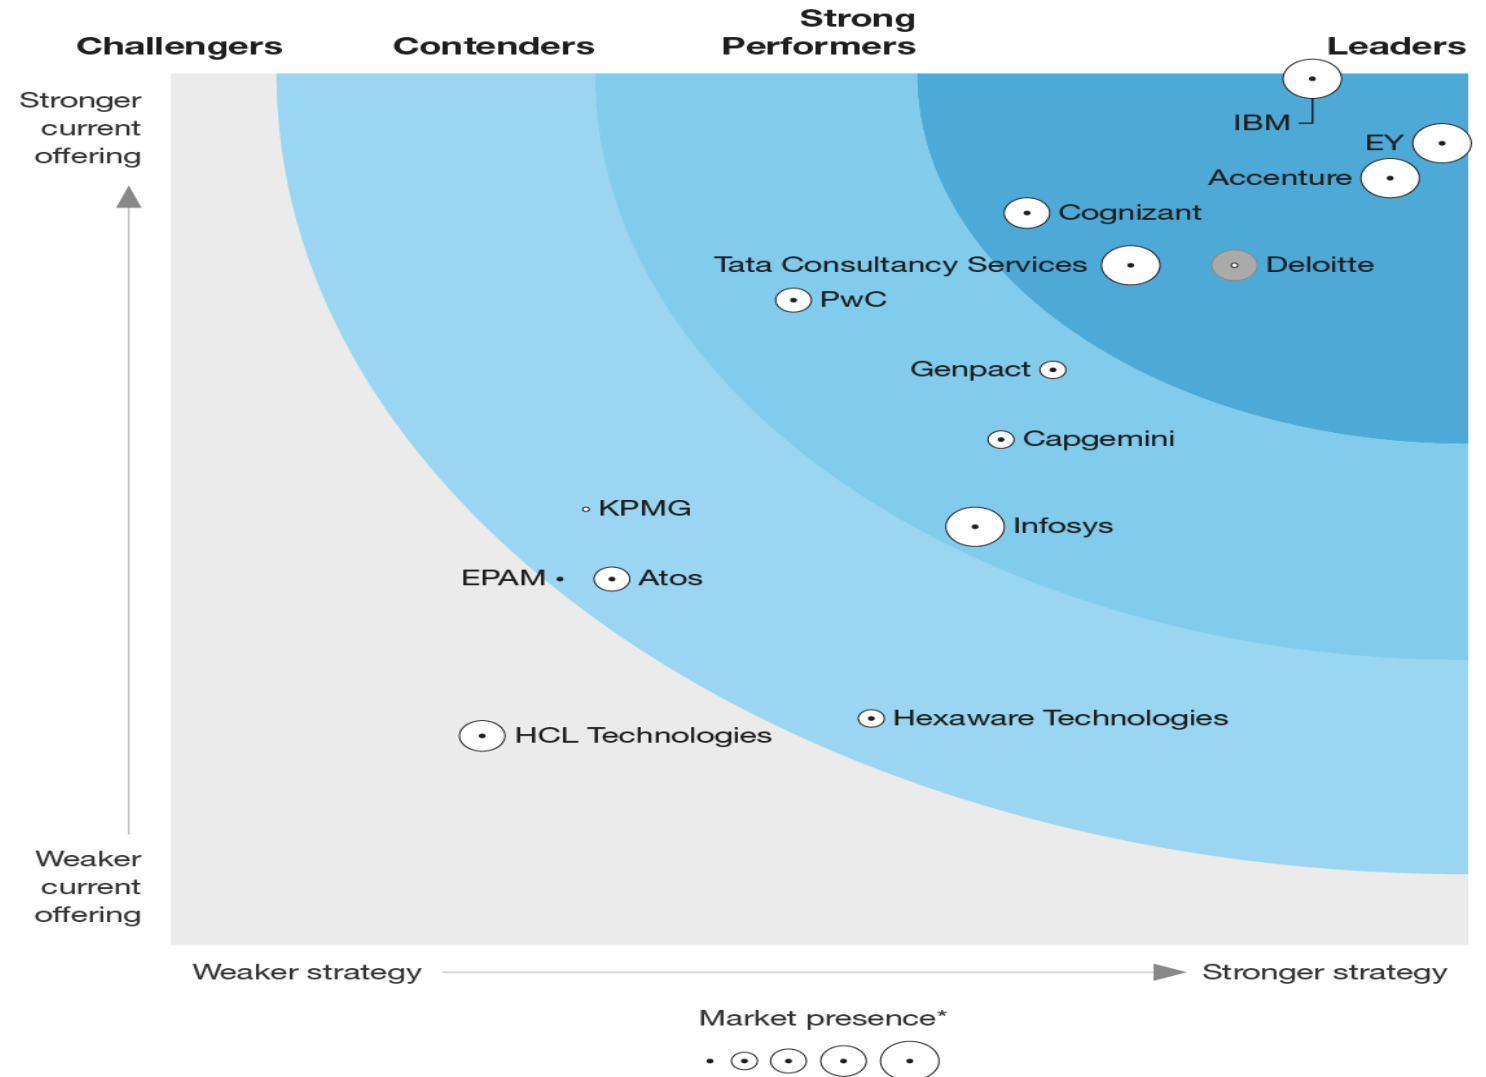 Challengers
Contenders
Strong
Performers
Leaders
Stronger
current
offering
IBM
EY
Accenture
Cognizant
Tata Consultancy Services
Deloitte
PwC
Genpact
Capgemini
KPMG
Infosys
EPAM
Atos
Hexaware Technologies
HCL Technologies
Weaker
current
offering
Weaker strategy
Stronger strategy
Market presence*